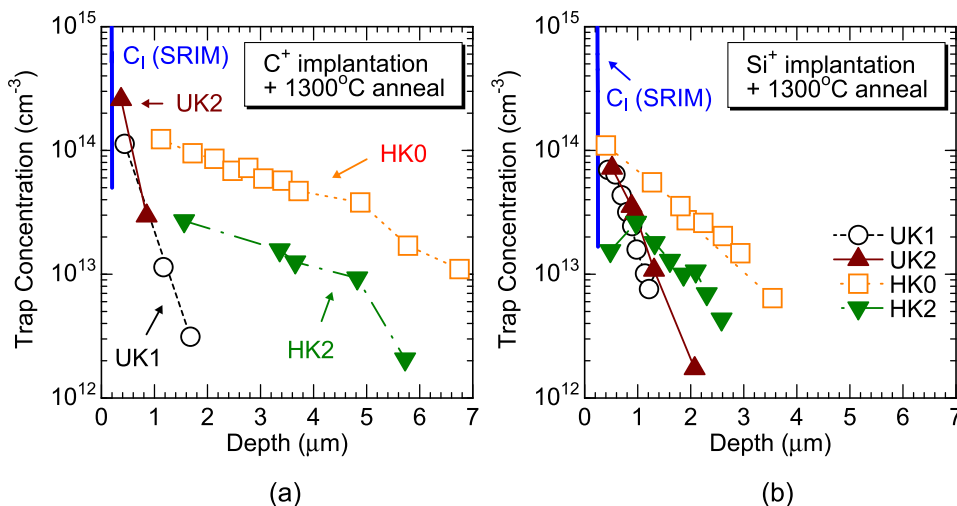 10^15
10^14
10^13
10^12
Trap Concentration (cm^-3)
C_I (SRIM)
C^+ implantation
+ 1300°C anneal
UK2
HK0
UK1
HK2
0 1 2 3 4 5 6 7
Depth (μm)
(a)
10^15
10^14
10^13
10^12
Trap Concentration (cm^-3)
Si^+ implantation
+ 1300°C anneal
C_I (SRIM)
UK1
UK2
HK0
HK2
0 1 2 3 4 5 6 7
Depth (μm)
(b)